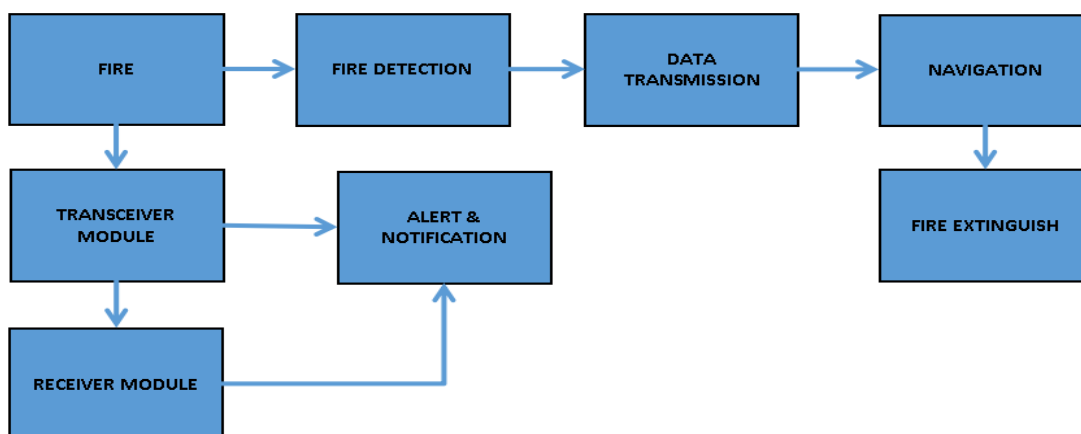 FIRE
FIRE DETECTION
DATA
TRANSMISSION
NAVIGATION
TRANSCEIVER
MODULE
ALERT &
NOTIFICATION
FIRE EXTINGUISH
RECEIVER MODULE